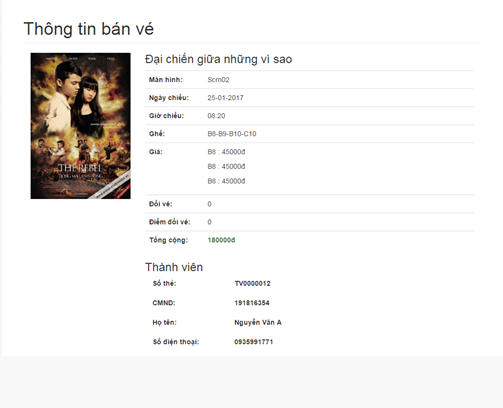 Thông tin bán vé
Đại chiến giữa những vì sao
Màn hình: Scrn02
Ngày chiếu: 25-01-2017
Giờ chiếu: 08:20
Ghế: B8-B9-B10-C10
Giá: B8 : 45000đ
B8 : 45000đ
B8 : 45000đ
Đổi vé: 0
Điểm đổi vé: 0
Tổng cộng: 180000đ
THE REBEL
Thành viên
Số thẻ: TV0000012
CMND: 191816354
Họ tên: Nguyễn Văn A
Số điện thoại: 0935991771